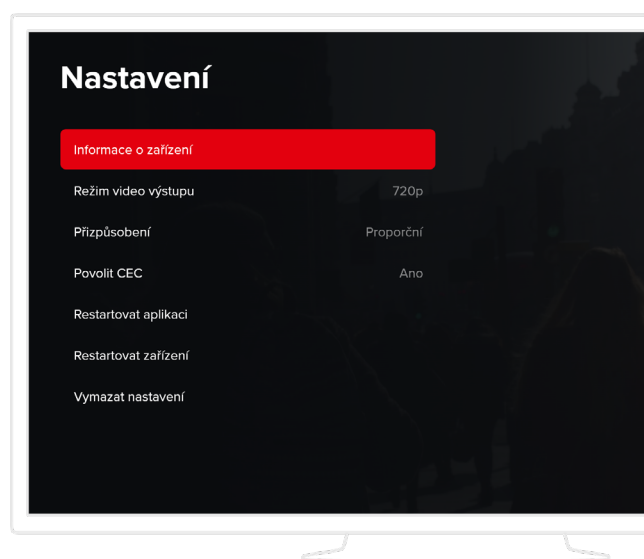 Nastavení
Informace o zařízení
Režim video výstupu 720p
Přizpůsobení Proporční
Povolit CEC Ano
Restartovat aplikaci
Restartovat zařízení
Vymazat nastavení